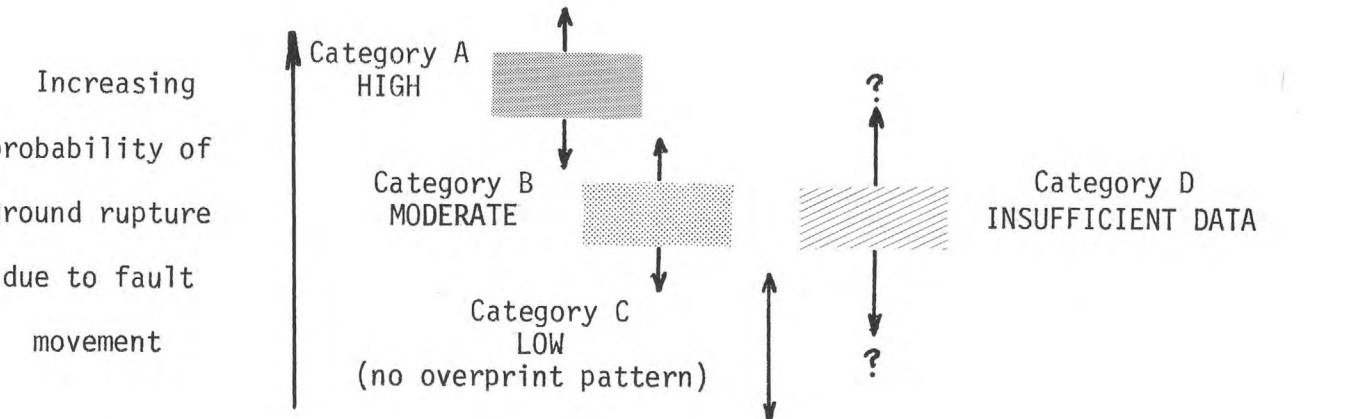 Increasing
probability of
ground rupture
due to fault
movement
Category A
HIGH
Category B
MODERATE
Category C
LOW
(no overprint pattern)
?
?
Category D
INSUFFICIENT DATA